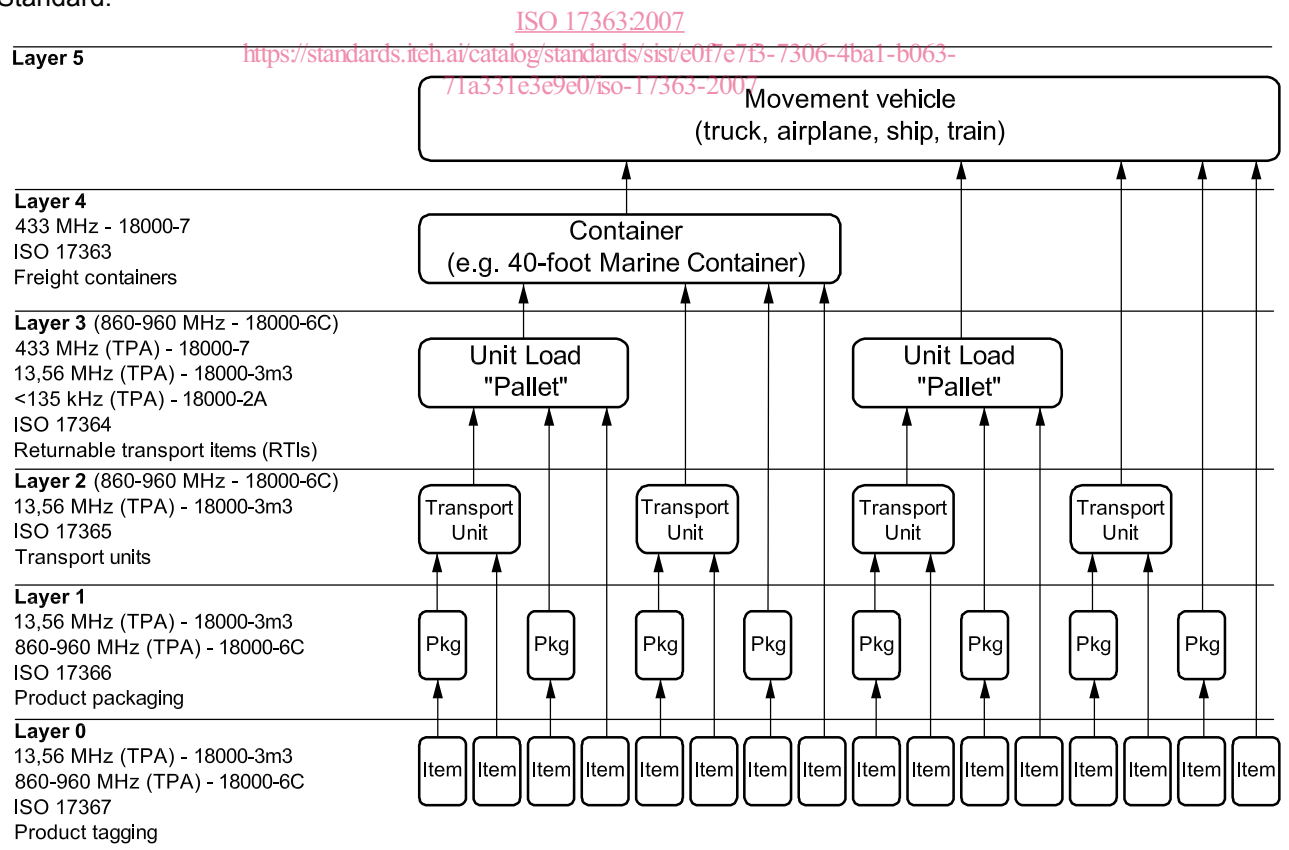 Standard.
ISO 17363:2007
Layer 5
https://standards.iteh.ai/catalog/standards/sist/e0f7e7f3-7306-4ba1-b063-
71a331e3e9e0/iso-17363-2007
Movement vehicle
(truck, airplane, ship, train)
Layer 4
433 MHz - 18000-7
ISO 17363
Freight containers
Container
(e.g. 40-foot Marine Container)
Layer 3 (860-960 MHz - 18000-6C)
433 MHz (TPA) - 18000-7
13,56 MHz (TPA) - 18000-3m3
<135 kHz (TPA) - 18000-2A
ISO 17364
Returnable transport items (RTIs)
Unit Load
"Pallet"
Unit Load
"Pallet"
Layer 2 (860-960 MHz - 18000-6C)
13,56 MHz (TPA) - 18000-3m3
ISO 17365
Transport units
Transport
Unit
Transport
Unit
Transport
Unit
Transport
Unit
Layer 1
13,56 MHz (TPA) - 18000-3m3
860-960 MHz (TPA) - 18000-6C
ISO 17366
Product packaging
Pkg Pkg Pkg Pkg Pkg Pkg Pkg Pkg
Layer 0
13,56 MHz (TPA) - 18000-3m3
860-960 MHz (TPA) - 18000-6C
ISO 17367
Product tagging
Item Item Item Item Item Item Item Item Item Item Item Item Item Item Item Item